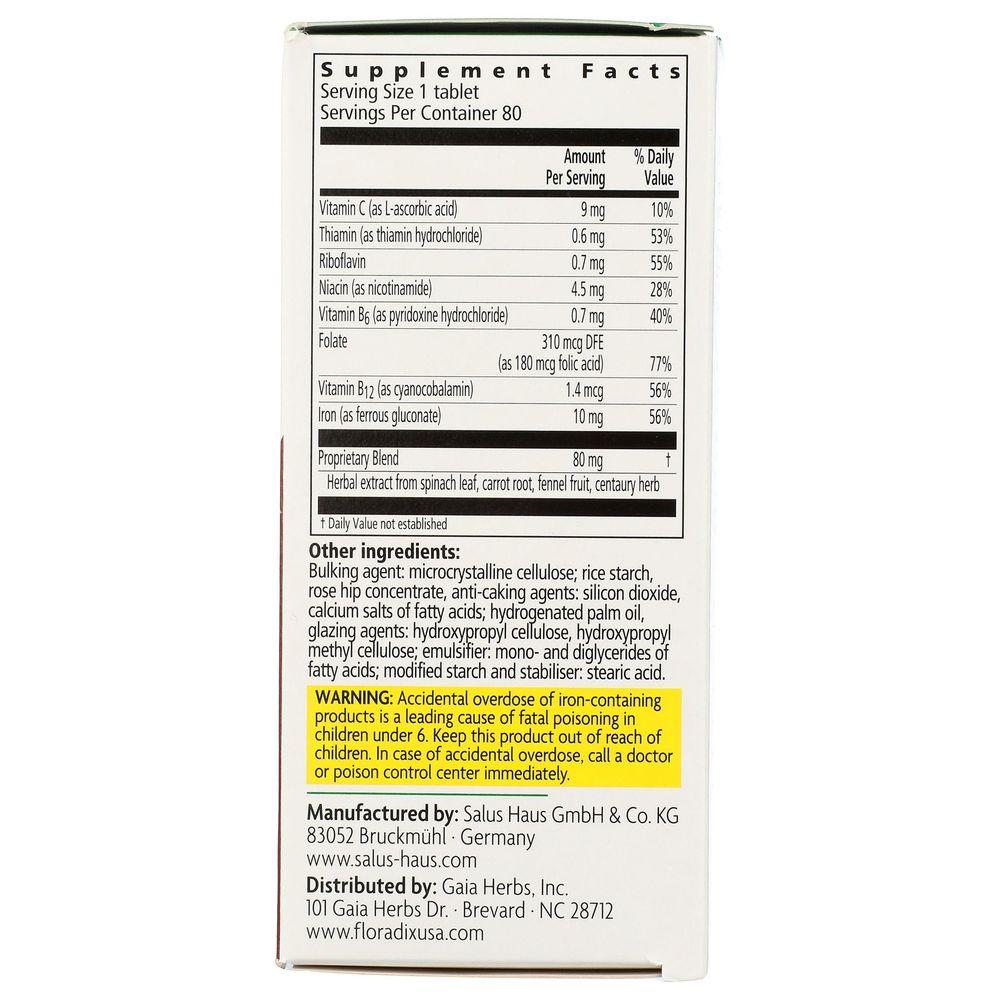 Supplement Facts
Serving Size 1 tablet
Servings Per Container 80
Amount Per Serving % Daily Value
Vitamin C (as L-ascorbic acid) 9 mg 10%
Thiamin (as thiamin hydrochloride) 0.6 mg 53%
Riboflavin 0.7 mg 55%
Niacin (as nicotinamide) 4.5 mg 28%
Vitamin B6 (as pyridoxine hydrochloride) 0.7 mg 40%
Folate 310 mcg DFE
(as 180 mcg folic acid) 77%
Vitamin B12 (as cyanocobalamin) 1.4 mcg 56%
Iron (as ferrous gluconate) 10 mg 56%
Proprietary Blend 80 mg †
Herbal extract from spinach leaf, carrot root, fennel fruit, centaury herb
† Daily Value not established
Other ingredients:
Bulking agent: microcrystalline cellulose; rice starch,
rose hip concentrate, anti-caking agents: silicon dioxide,
calcium salts of fatty acids; hydrogenated palm oil,
glazing agents: hydroxypropyl cellulose, hydroxypropyl
methyl cellulose; emulsifier: mono- and diglycerides of
fatty acids; modified starch and stabiliser: stearic acid.
WARNING: Accidental overdose of iron-containing
products is a leading cause of fatal poisoning in
children under 6. Keep this product out of reach of
children. In case of accidental overdose, call a doctor
or poison control center immediately.
Manufactured by: Salus Haus GmbH & Co. KG
83052 Bruckmühl · Germany
www.salus-haus.com
Distributed by: Gaia Herbs, Inc.
101 Gaia Herbs Dr. · Brevard · NC 28712
www.floradixusa.com